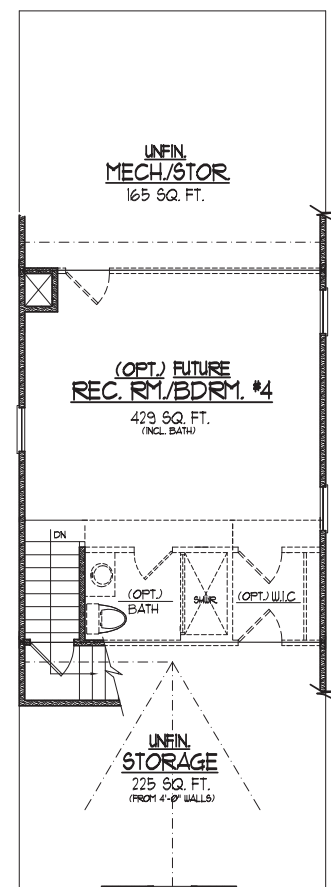 UNFIN.
MECH./STOR
165 SQ. FT.
(OPT.) FUTURE
REC. RM./BDRM. #4
429 SQ. FT.
(INCL. BATH)
DN
(OPT.)
BATH
SHWR
(OPT.) W.I.C
UNFIN.
STORAGE
225 SQ. FT.
(FROM 4'-0" WALLS)